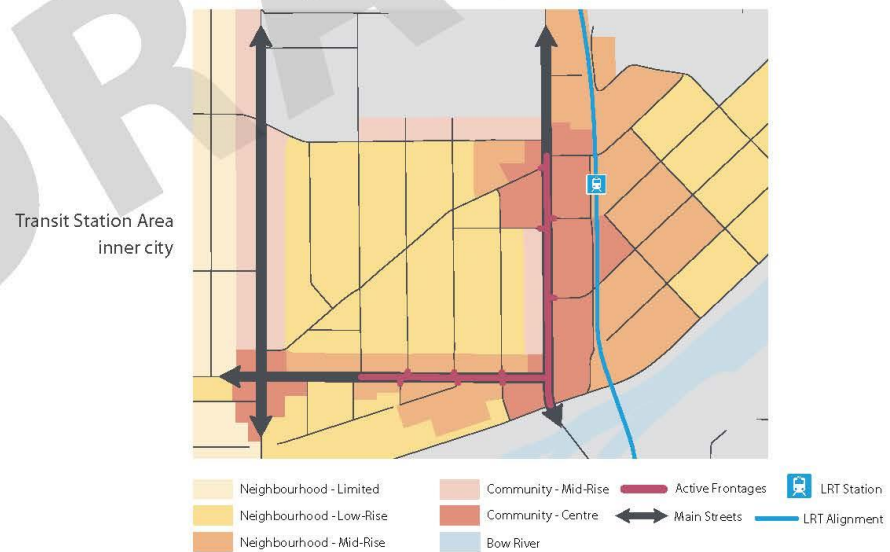 DRA
Transit Station Area
inner city
Neighbourhood - Limited
Neighbourhood - Low-Rise
Neighbourhood - Mid-Rise
Community - Mid-Rise
Community - Centre
Bow River
Active Frontages
Main Streets
LRT Station
LRT Alignment